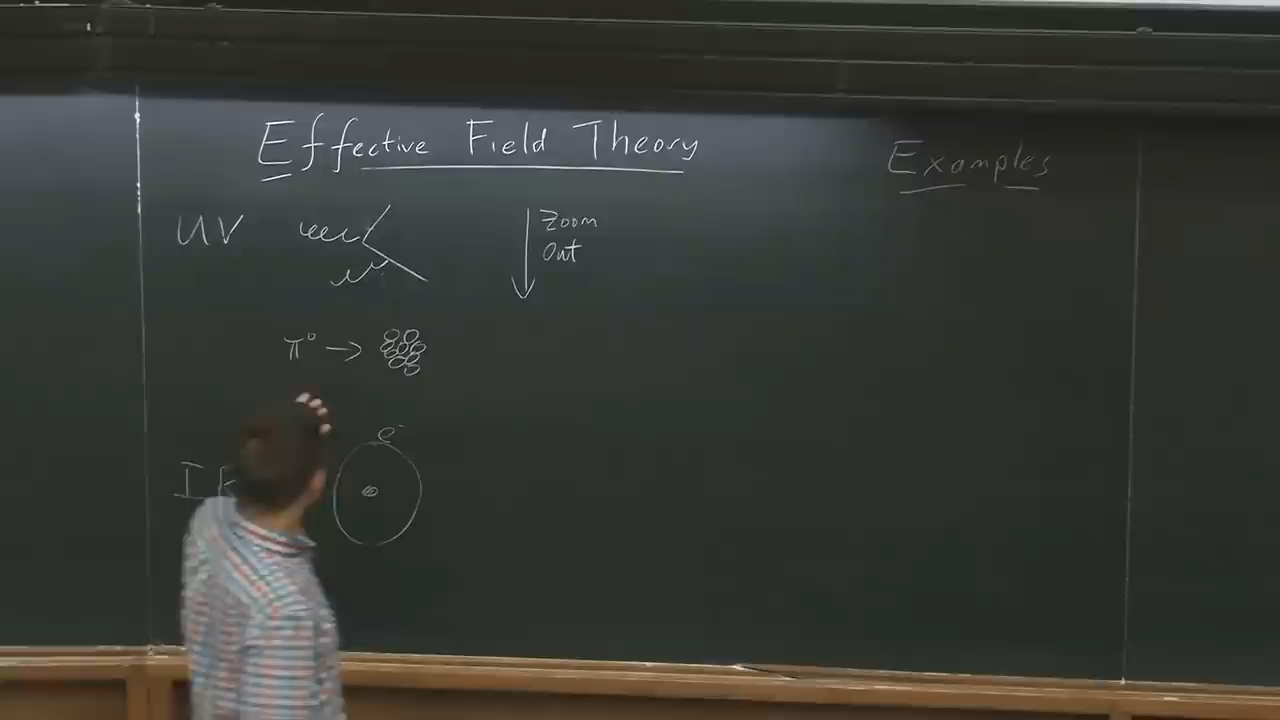 Effective Field Theory
Examples
UV
Zoom
Out
π⁰ →
e⁻
I